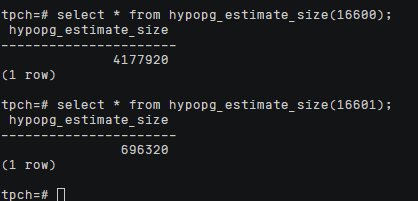 tpch=# select * from hypopg_estimate_size(16600);
 hypopg_estimate_size
----------------------
              4177920
(1 row)

tpch=# select * from hypopg_estimate_size(16601);
 hypopg_estimate_size
----------------------
               696320
(1 row)

tpch=#